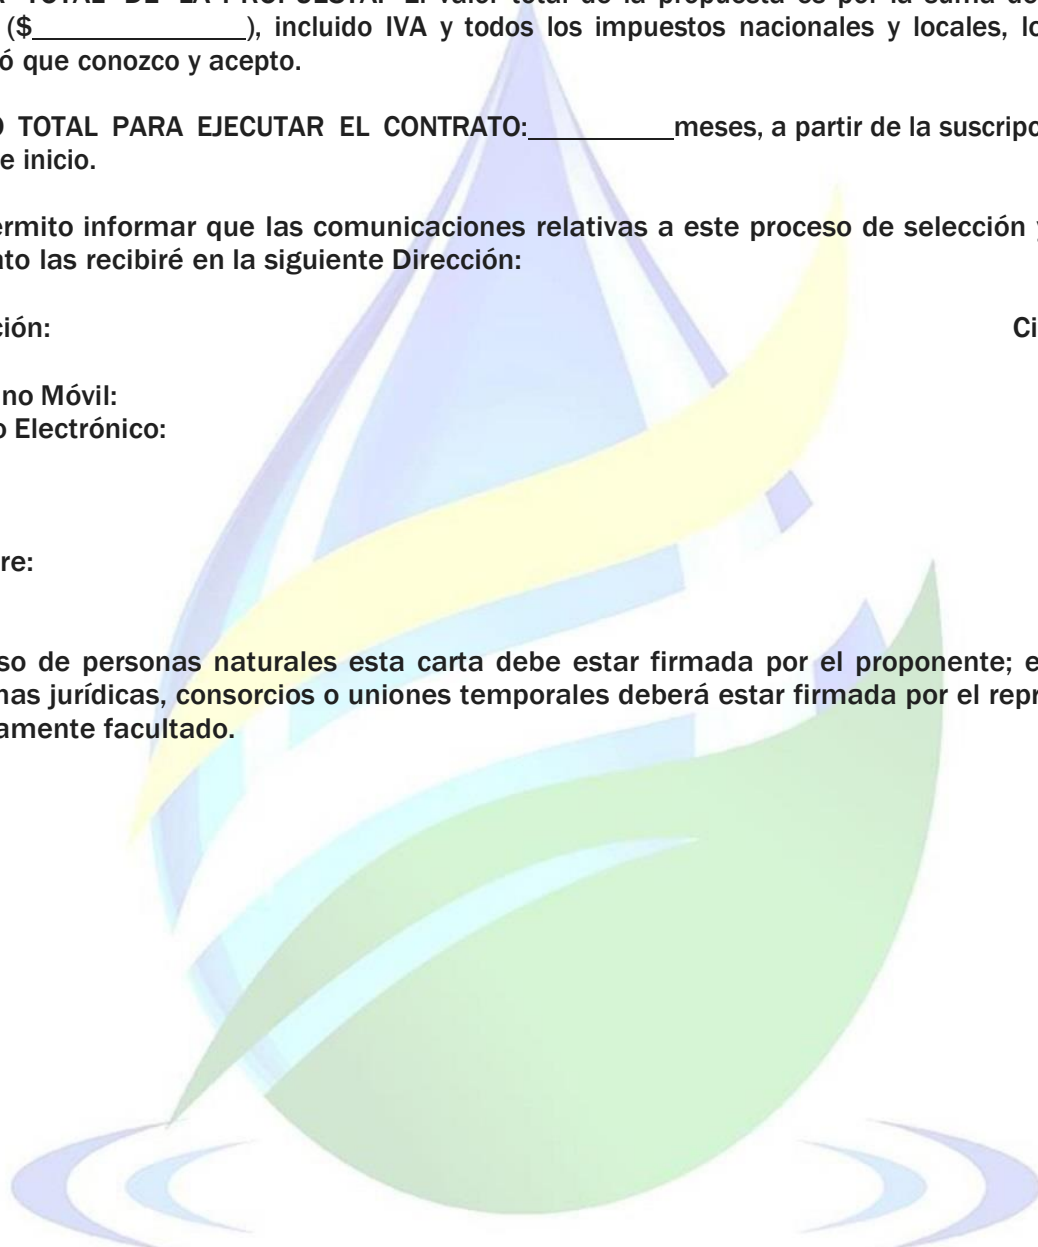 TOTAL DE LA PROPUESTA: El valor total de la propuesta es por la suma de
($______________), incluido IVA y todos los impuestos nacionales y locales, lo
ó que conozco y acepto.
O TOTAL PARA EJECUTAR EL CONTRATO:__________meses, a partir de la suscripc
e inicio.
ermito informar que las comunicaciones relativas a este proceso de selección y
ato las recibiré en la siguiente Dirección:
ción: Ci
no Móvil:
o Electrónico:
re:
so de personas naturales esta carta debe estar firmada por el proponente; e
nas jurídicas, consorcios o uniones temporales deberá estar firmada por el repr
amente facultado.